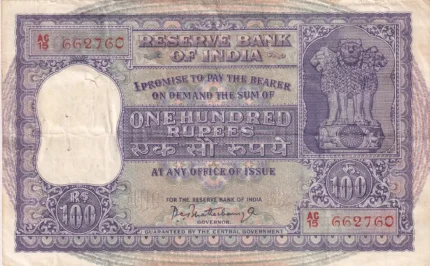 AC/15 662760
RESERVE BANK
OF INDIA
I PROMISE TO PAY THE BEARER
ON DEMAND THE SUM OF
ONE HUNDRED
RUPEES
एक सौ रुपये
AT ANY OFFICE OF ISSUE
FOR THE RESERVE BANK OF INDIA
GOVERNOR.
GUARANTEED BY THE CENTRAL GOVERNMENT
RS
100
100
AC/15 662760